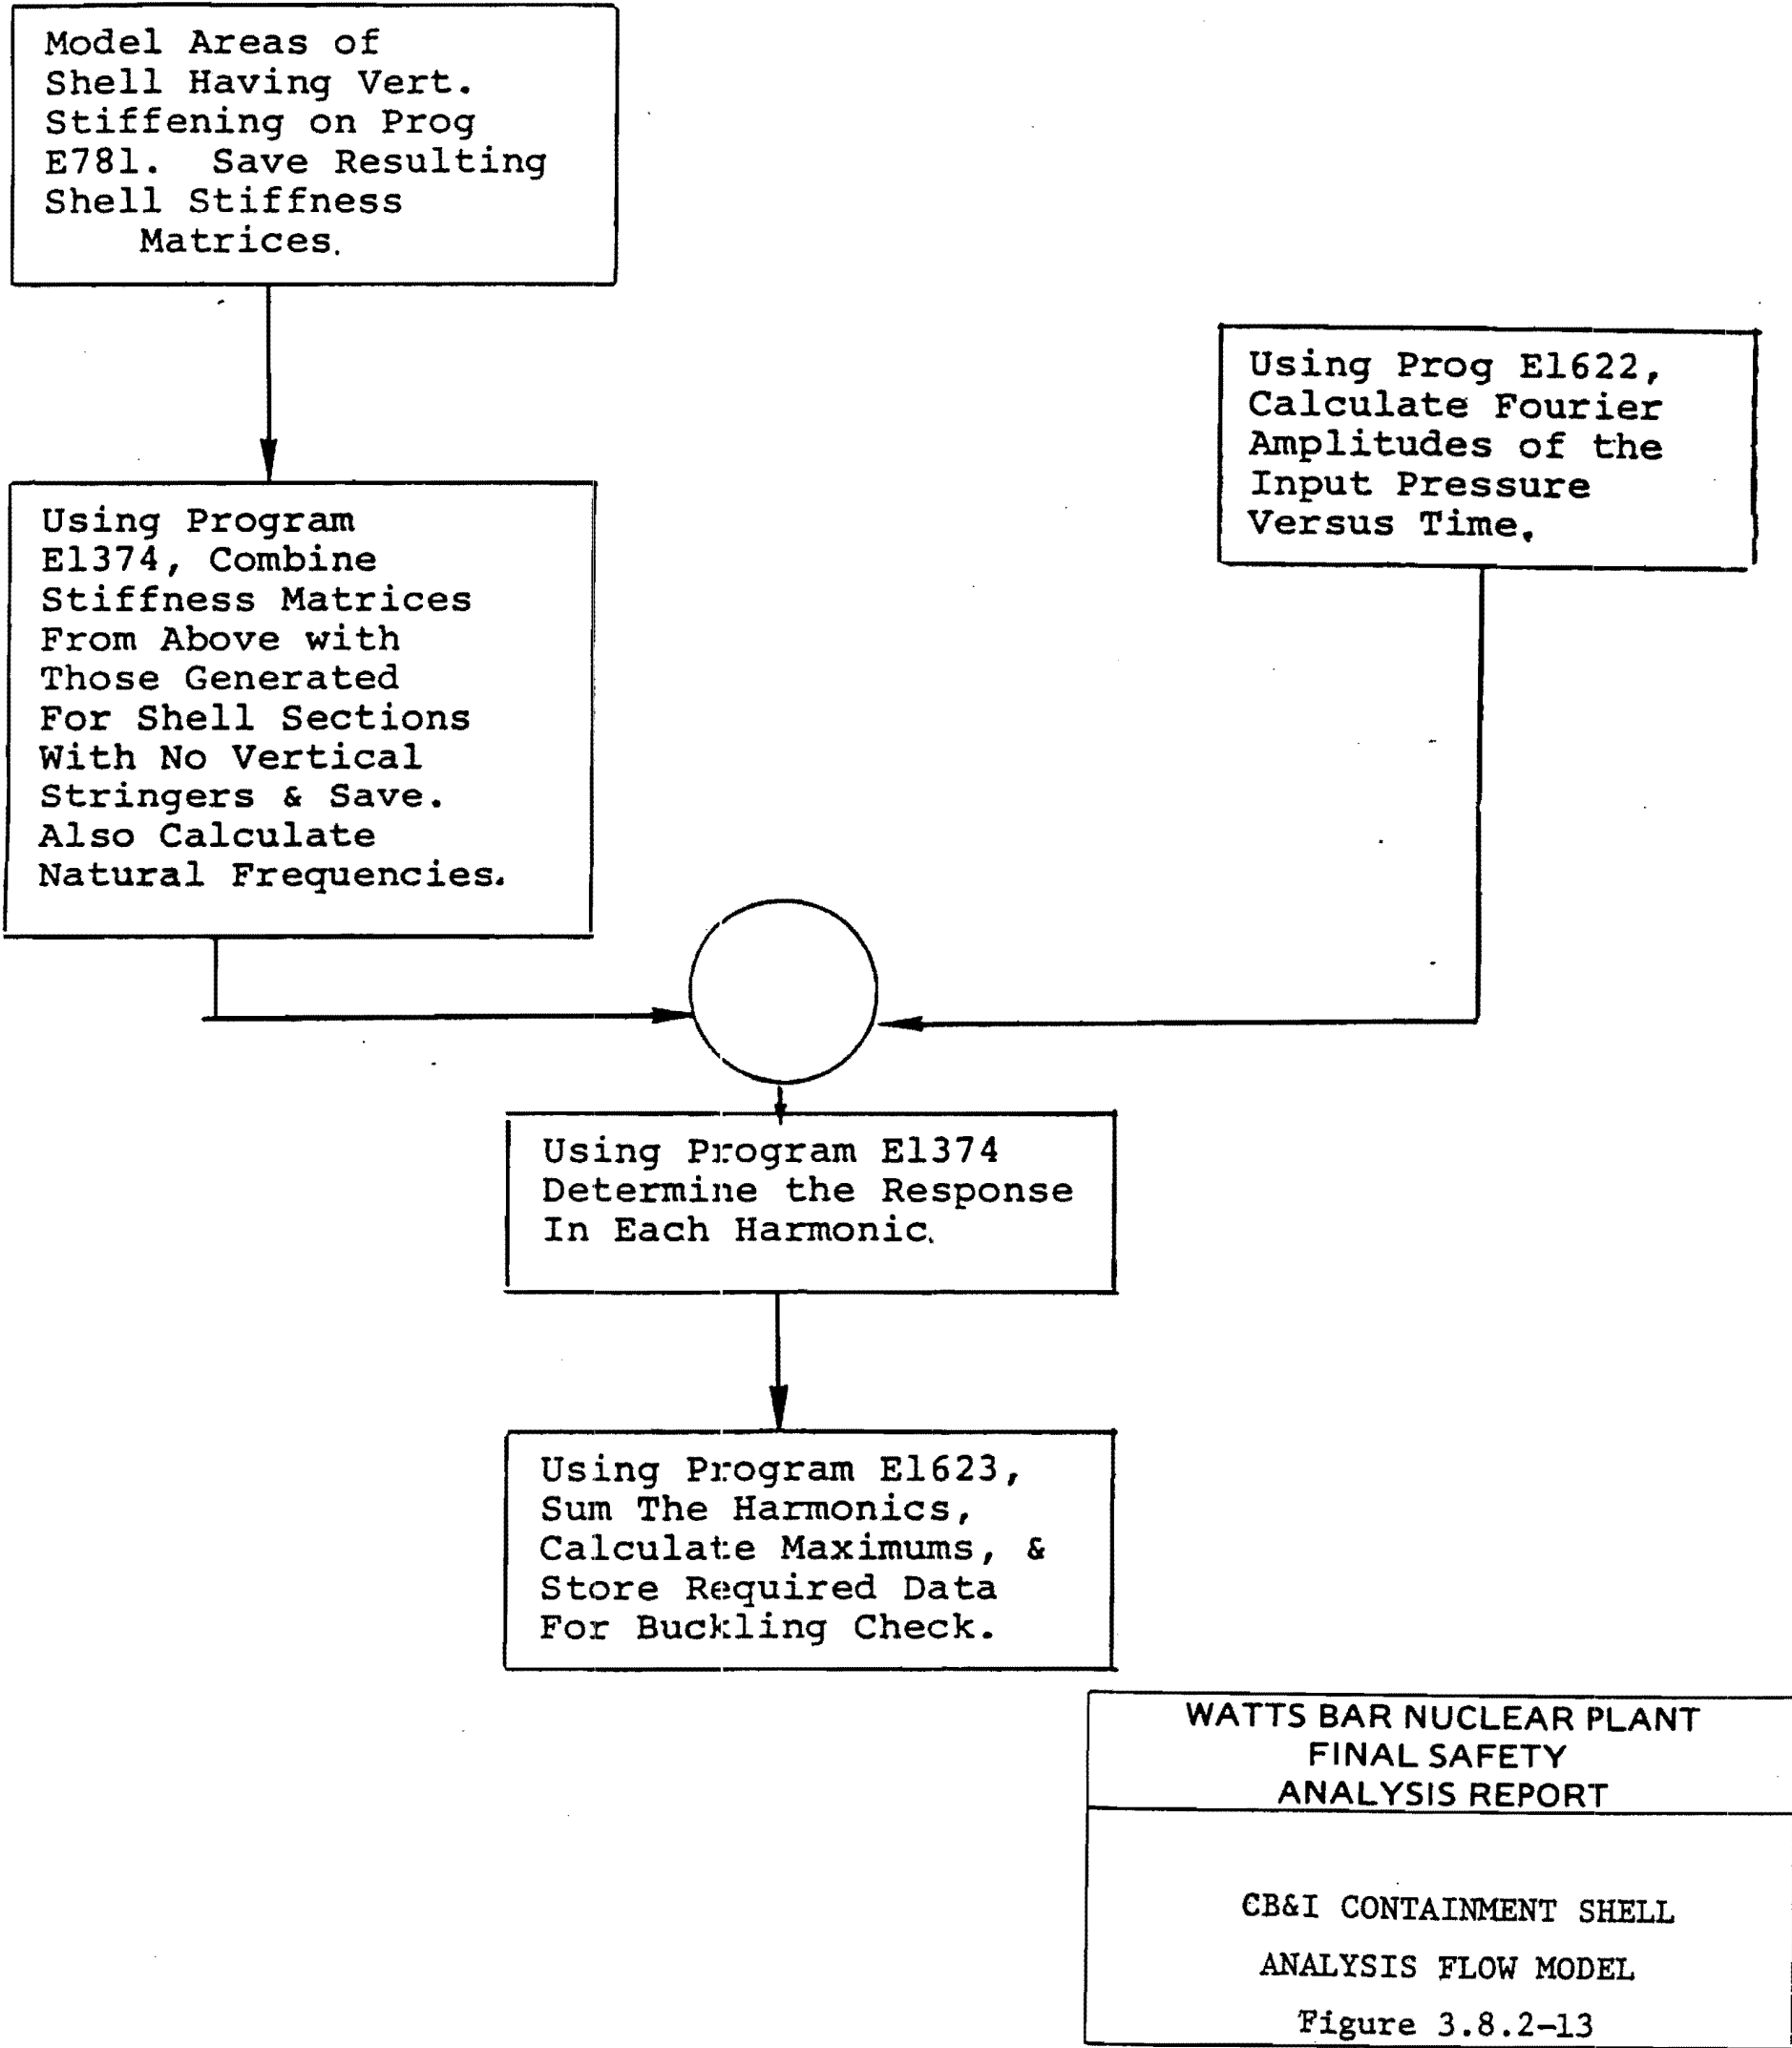 Model Areas of
Shell Having Vert.
Stiffening on Prog
E781. Save Resulting
Shell Stiffness
Matrices.
Using Prog E1622,
Calculate Fourier
Amplitudes of the
Input Pressure
Versus Time.
Using Program
E1374, Combine
Stiffness Matrices
From Above with
Those Generated
For Shell Sections
With No Vertical
Stringers & Save.
Also Calculate
Natural Frequencies.
Using Program E1374
Determine the Response
In Each Harmonic.
Using Program E1623,
Sum The Harmonics,
Calculate Maximums, &
Store Required Data
For Buckling Check.
WATTS BAR NUCLEAR PLANT
FINAL SAFETY
ANALYSIS REPORT
CB&I CONTAINMENT SHELL
ANALYSIS FLOW MODEL
Figure 3.8.2-13